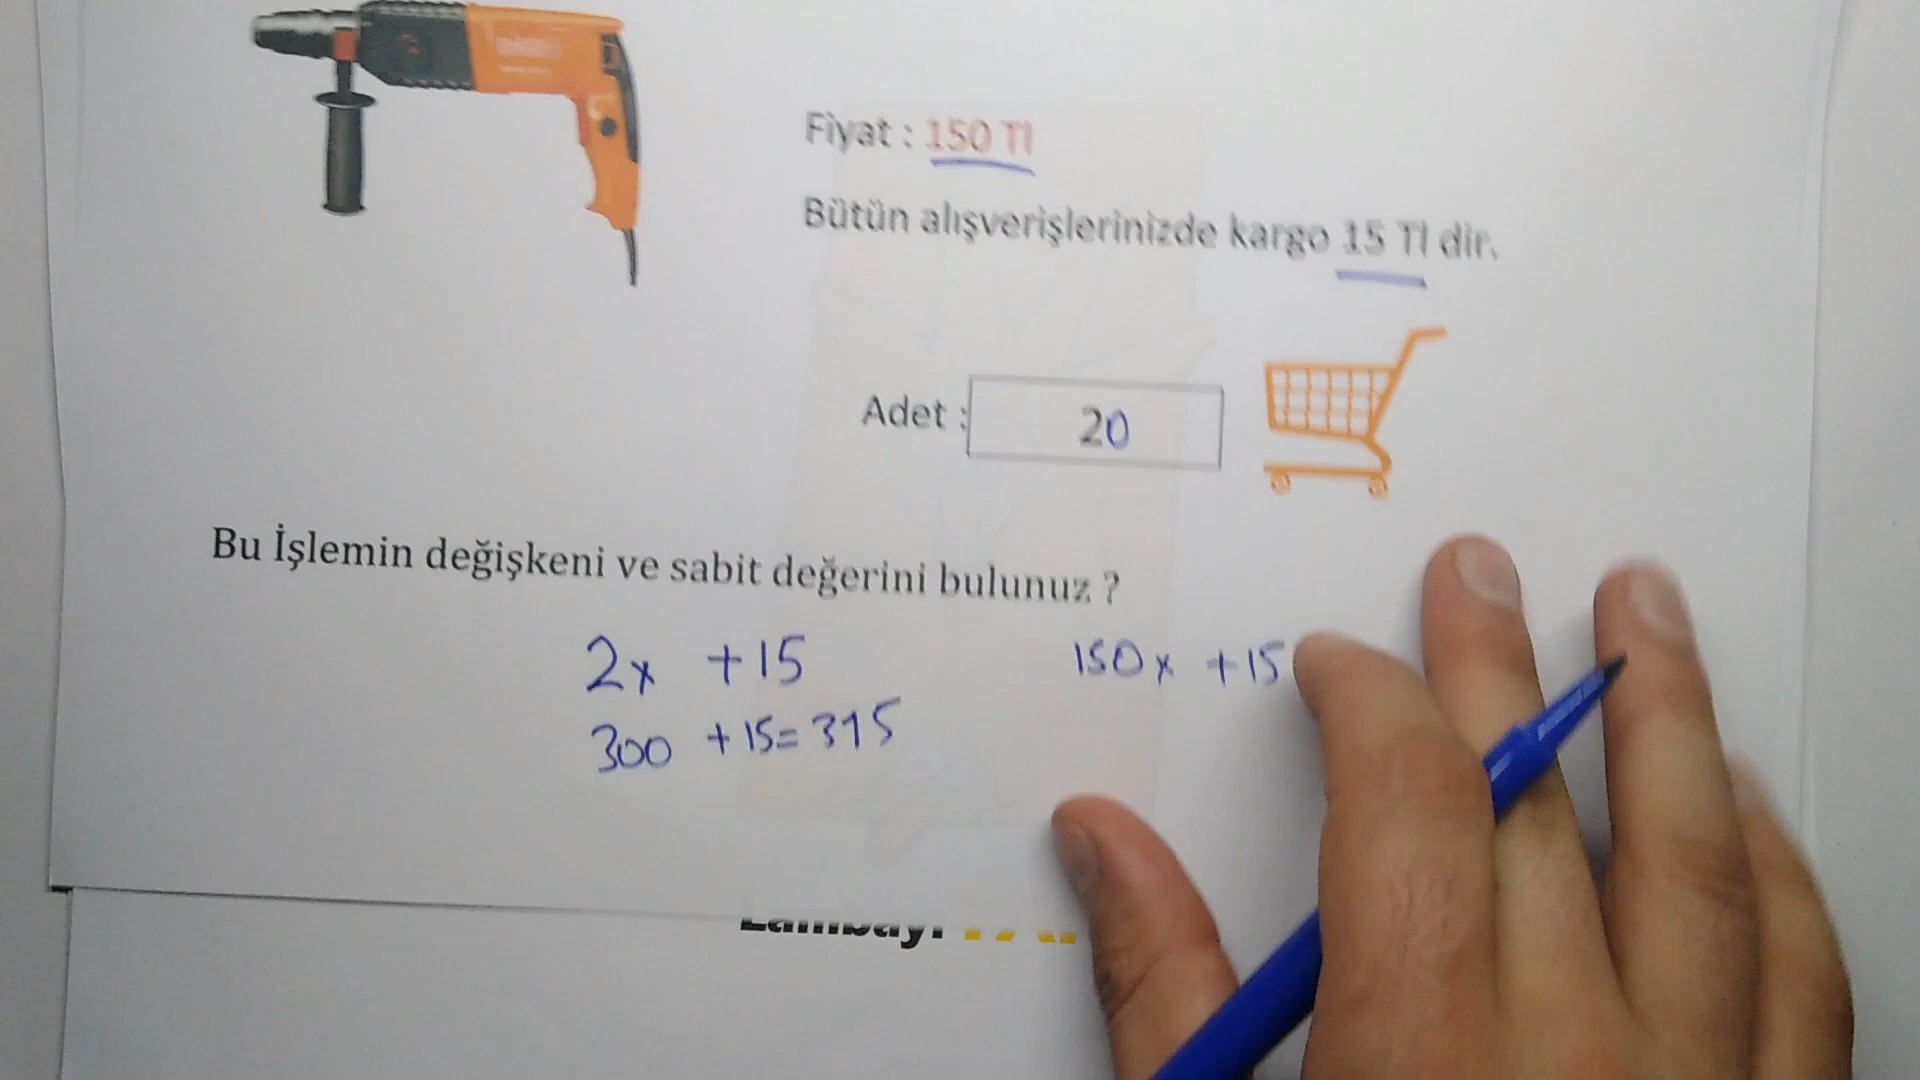 Fiyat : 150 Tl
Bütün alışverişlerinizde kargo 15 Tl dir.
Adet : 20
Bu İşlemin değişkeni ve sabit değerini bulunuz ?
2x +15
150x +15
300 +15=315